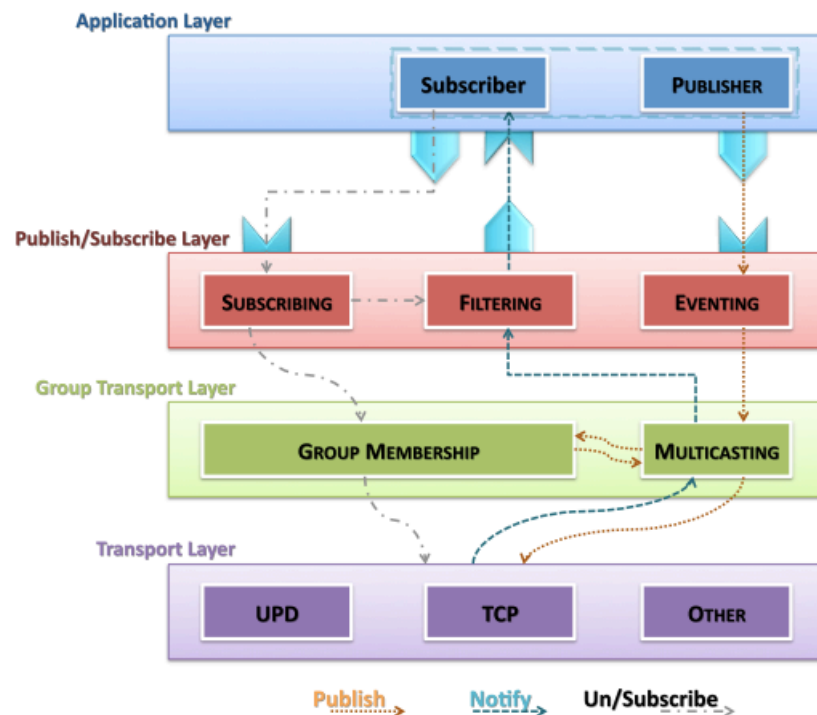 Application Layer
Subscriber PUBLISHER
Publish/Subscribe Layer
SUBSCRIBING FILTERING EVENTING
Group Transport Layer
GROUP MEMBERSHIP MULTICASTING
Transport Layer
UPD TCP OTHER
Publish Notify Un/Subscribe